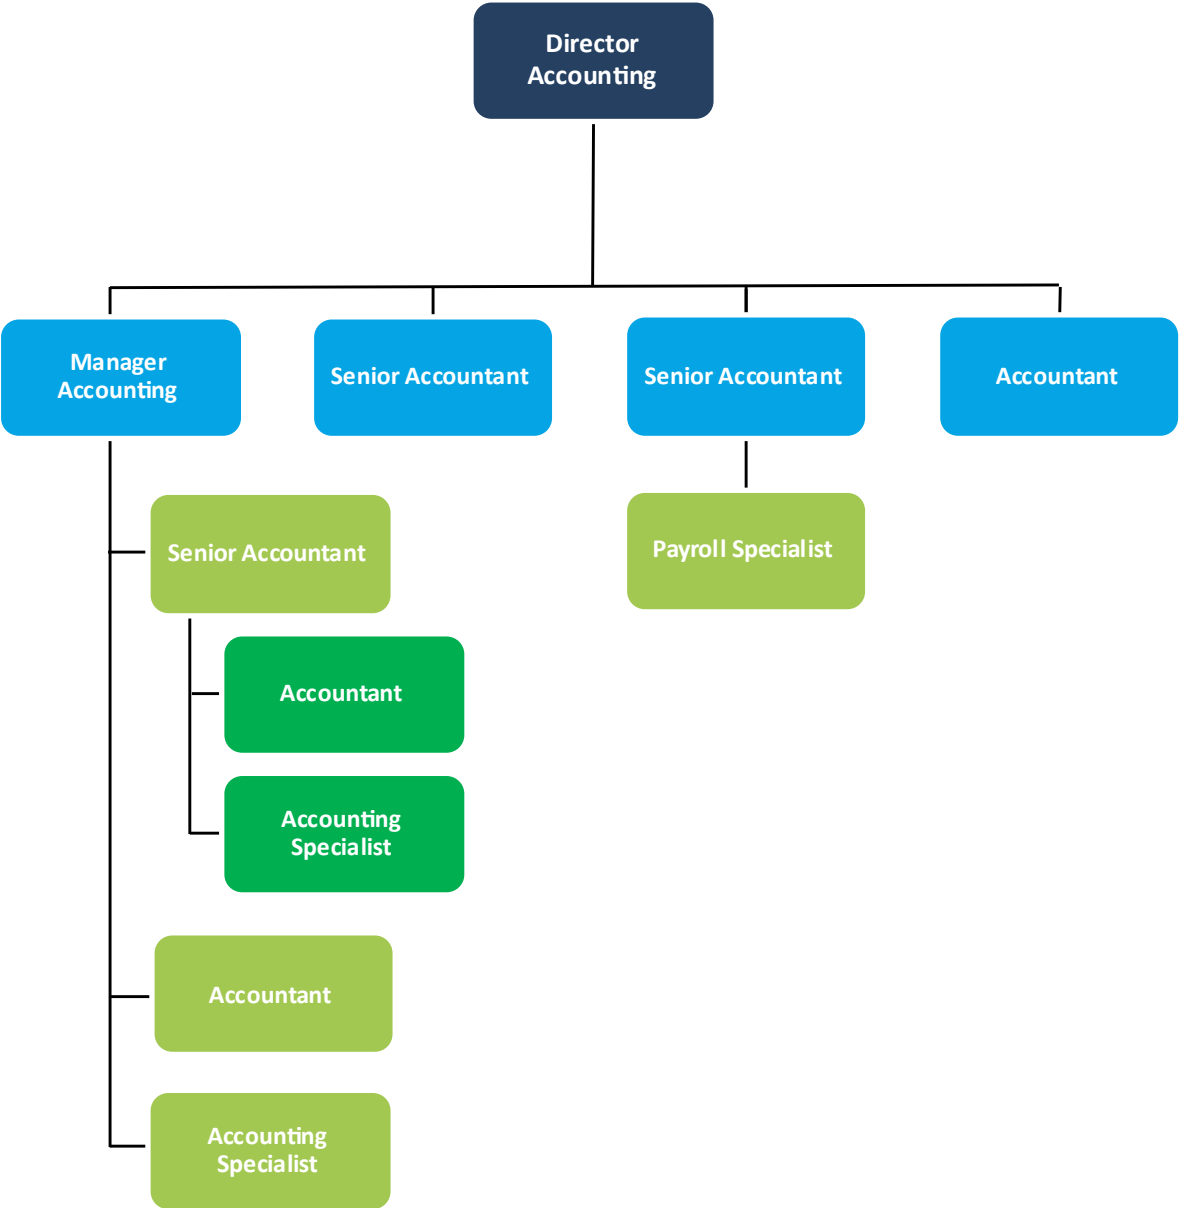 Director
Accounting
Manager
Accounting
Senior Accountant
Senior Accountant
Accountant
Senior Accountant
Payroll Specialist
Accountant
Accounting
Specialist
Accountant
Accounting
Specialist